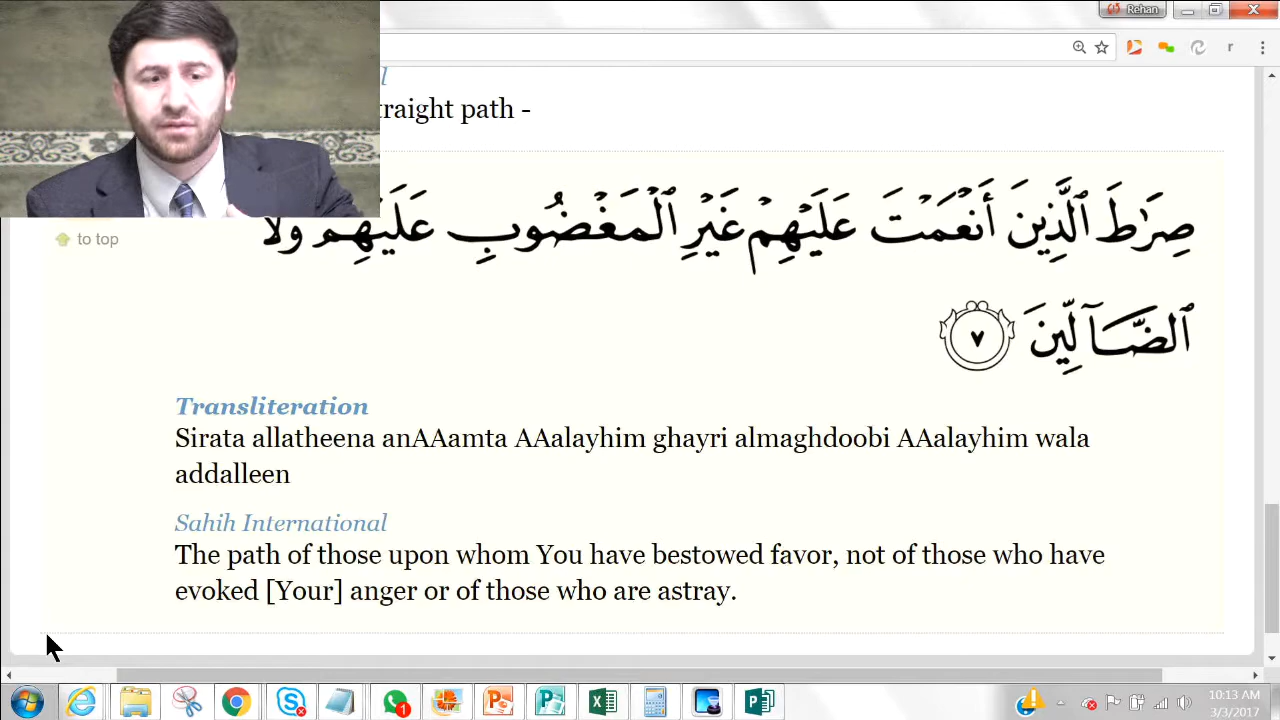 Rehan
r
l
traight path -
صِرَٰطَ ٱلَّذِينَ أَنْعَمْتَ عَلَيْهِمْ غَيْرِ ٱلْمَغْضُوبِ عَلَيْهِمْ وَلَا
to top
ٱلضَّآلِّينَ ٧
Transliteration
Sirata allatheena anAAamta AAalayhim ghayri almaghdoobi AAalayhim wala
addalleen
Sahih International
The path of those upon whom You have bestowed favor, not of those who have
evoked [Your] anger or of those who are astray.
1
10:13 AM
3/3/2017